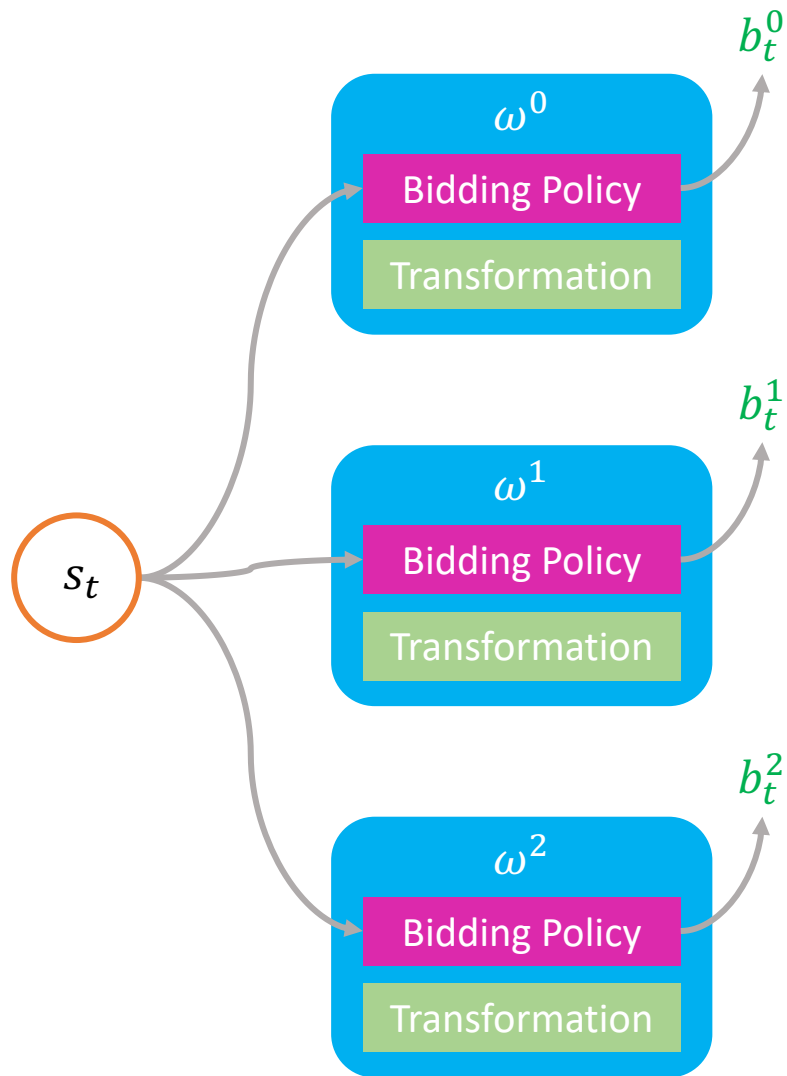 b_t^0
ω^0
Bidding Policy
Transformation
b_t^1
ω^1
Bidding Policy
Transformation
s_t
b_t^2
ω^2
Bidding Policy
Transformation